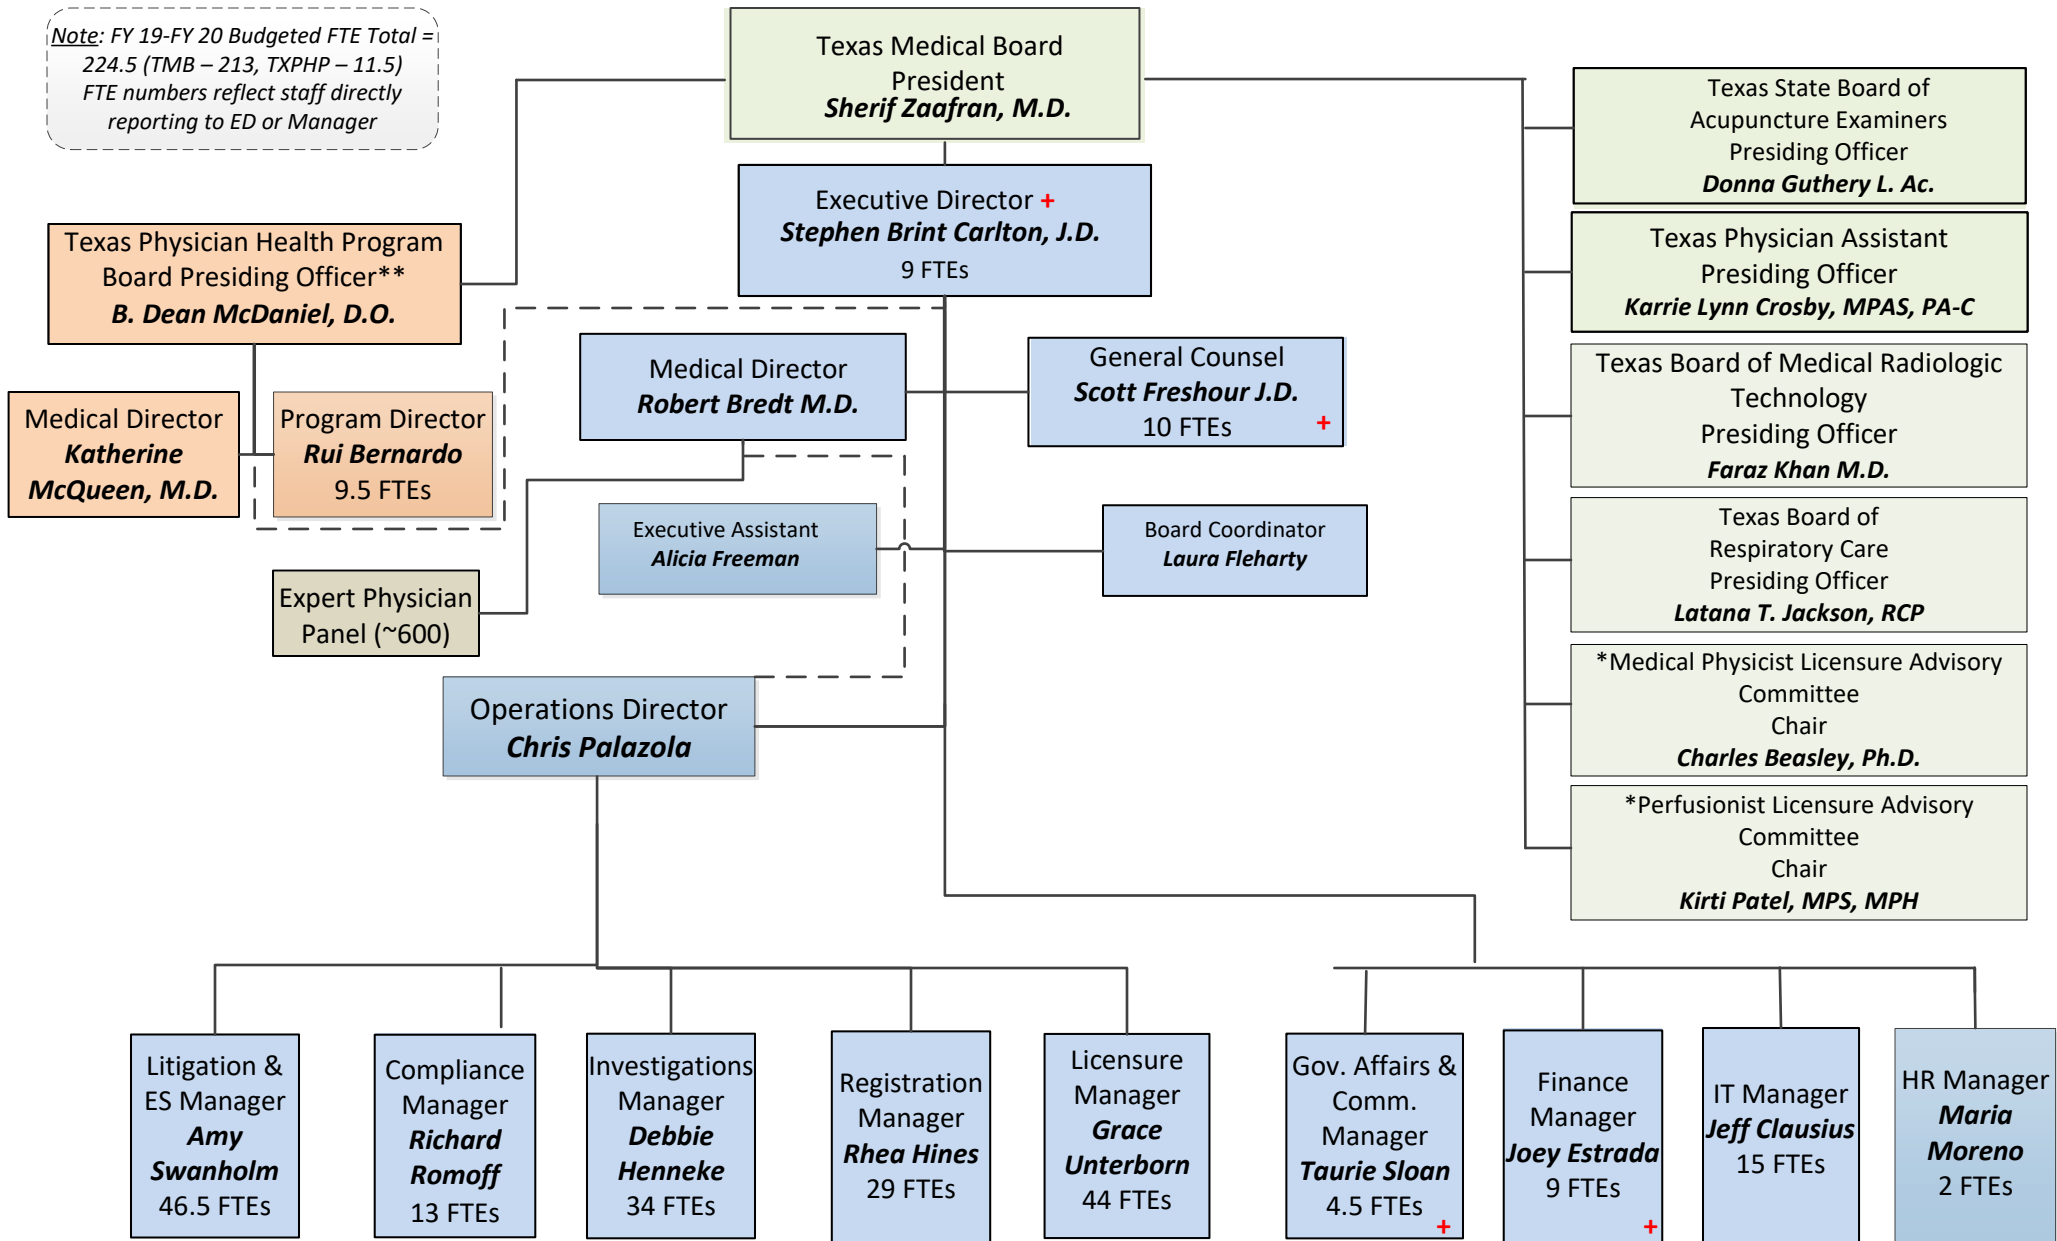 Note: FY 19-FY 20 Budgeted FTE Total =
224.5 (TMB – 213, TXPHP – 11.5)
FTE numbers reflect staff directly
reporting to ED or Manager
Texas Medical Board
President
Sherif Zaafran, M.D.
Executive Director +
Stephen Brint Carlton, J.D.
9 FTEs
Texas Physician Health Program
Board Presiding Officer**
B. Dean McDaniel, D.O.
Medical Director
Katherine
McQueen, M.D.
Program Director
Rui Bernardo
9.5 FTEs
Medical Director
Robert Bredt M.D.
General Counsel
Scott Freshour J.D.
10 FTEs
+
Executive Assistant
Alicia Freeman
Board Coordinator
Laura Fleharty
Expert Physician
Panel (~600)
Operations Director
Chris Palazola
Texas State Board of
Acupuncture Examiners
Presiding Officer
Donna Guthery L. Ac.
Texas Physician Assistant
Presiding Officer
Karrie Lynn Crosby, MPAS, PA-C
Texas Board of Medical Radiologic
Technology
Presiding Officer
Faraz Khan M.D.
Texas Board of
Respiratory Care
Presiding Officer
Latana T. Jackson, RCP
*Medical Physicist Licensure Advisory
Committee
Chair
Charles Beasley, Ph.D.
*Perfusionist Licensure Advisory
Committee
Chair
Kirti Patel, MPS, MPH
Litigation &
ES Manager
Amy
Swanholm
46.5 FTEs
Compliance
Manager
Richard
Romoff
13 FTEs
Investigations
Manager
Debbie
Henneke
34 FTEs
Registration
Manager
Rhea Hines
29 FTEs
Licensure
Manager
Grace
Unterborn
44 FTEs
Gov. Affairs &
Comm.
Manager
Taurie Sloan
4.5 FTEs
+
Finance
Manager
Joey Estrada
9 FTEs
+
IT Manager
Jeff Clausius
15 FTEs
HR Manager
Maria
Moreno
2 FTEs